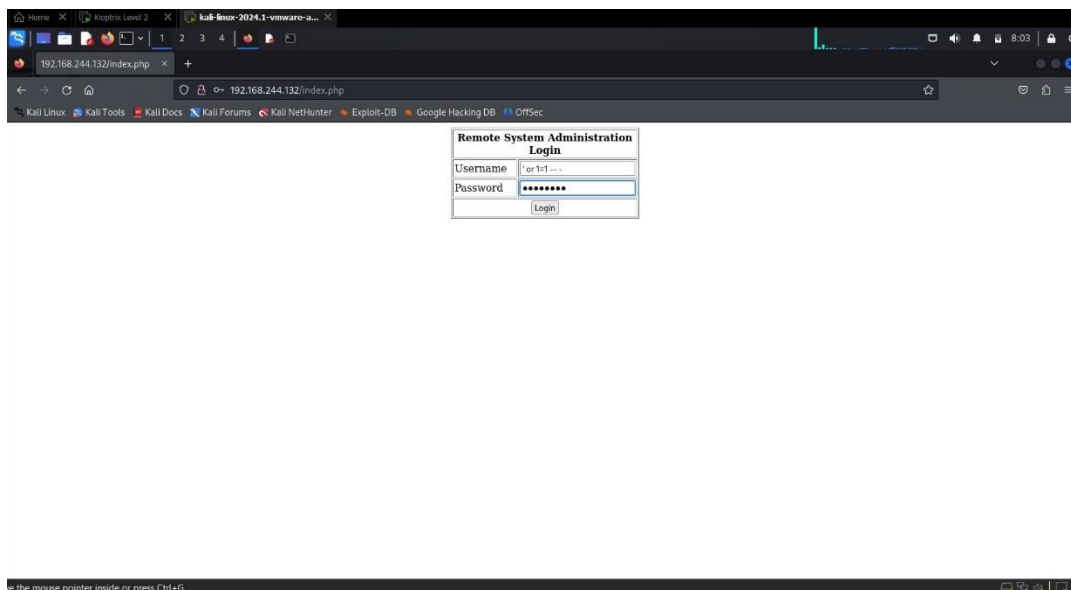 Home Kioptrix Level 2 kali-linux-2024.1-vmware-a...
1 2 3 4 8:03
192.168.244.132/index.php
192.168.244.132/index.php
Kali Linux Kali Tools Kali Docs Kali Forums Kali NetHunter Exploit-DB Google Hacking DB OffSec
Remote System Administration
Login
Username ' or 1=1 -- -
Password ••••••••
Login
ve the mouse pointer inside or press Ctrl+G.